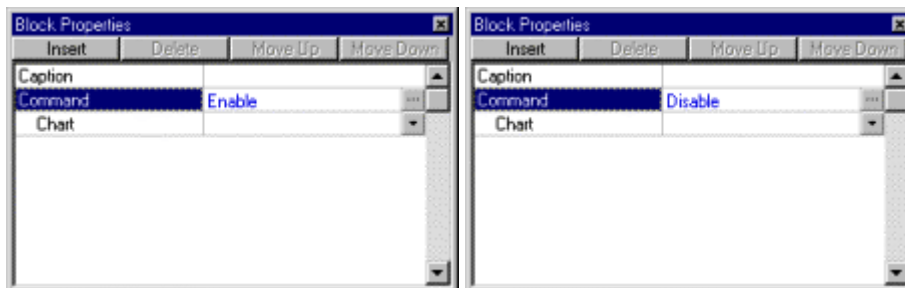 Block Properties
Insert Delete Move Up Move Down
Caption
Command Enable ...
Chart
Block Properties
Insert Delete Move Up Move Down
Caption
Command Disable ...
Chart